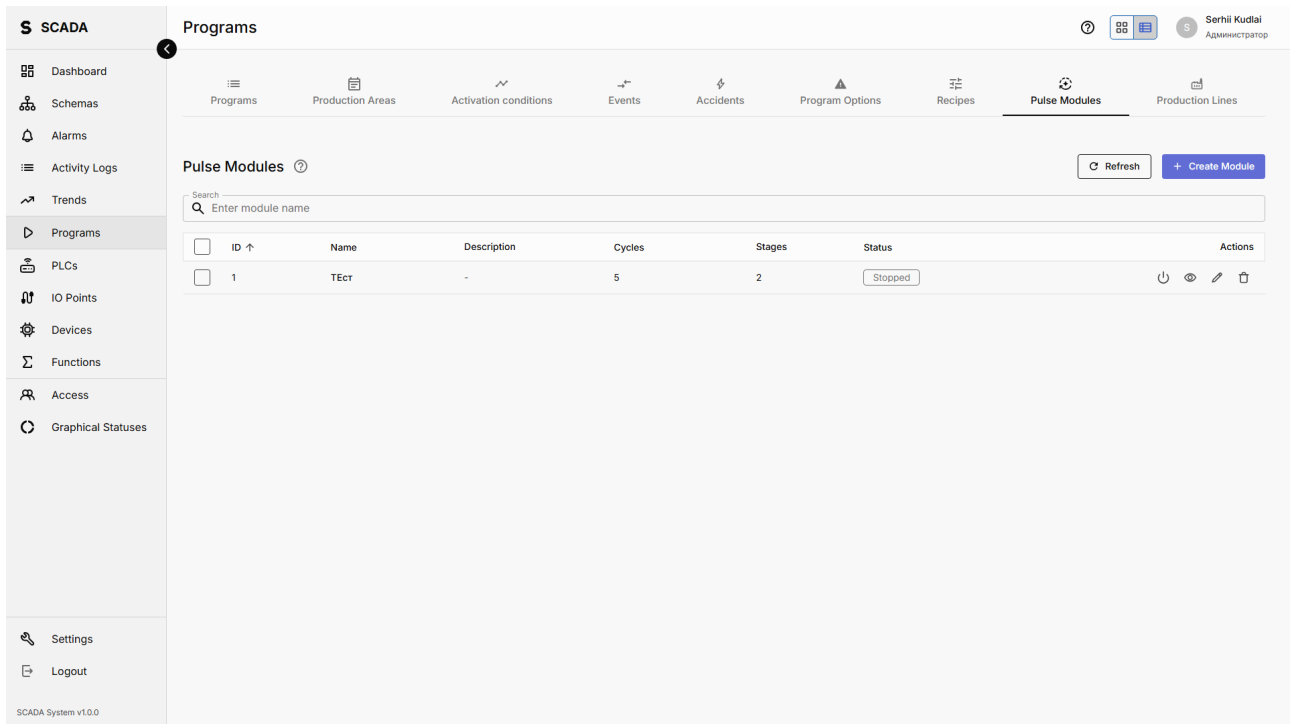 S SCADA
Programs
S
Serhii Kudlai
Администратор
Dashboard
Schemas
Alarms
Activity Logs
Trends
Programs
PLCs
IO Points
Devices
Functions
Access
Graphical Statuses
Settings
Logout
SCADA System v1.0.0
Programs
Production Areas
Activation conditions
Events
Accidents
Program Options
Recipes
Pulse Modules
Production Lines
Pulse Modules
Refresh
+ Create Module
Search
Enter module name
ID Name Description Cycles Stages Status Actions
1 ТЕст - 5 2 Stopped